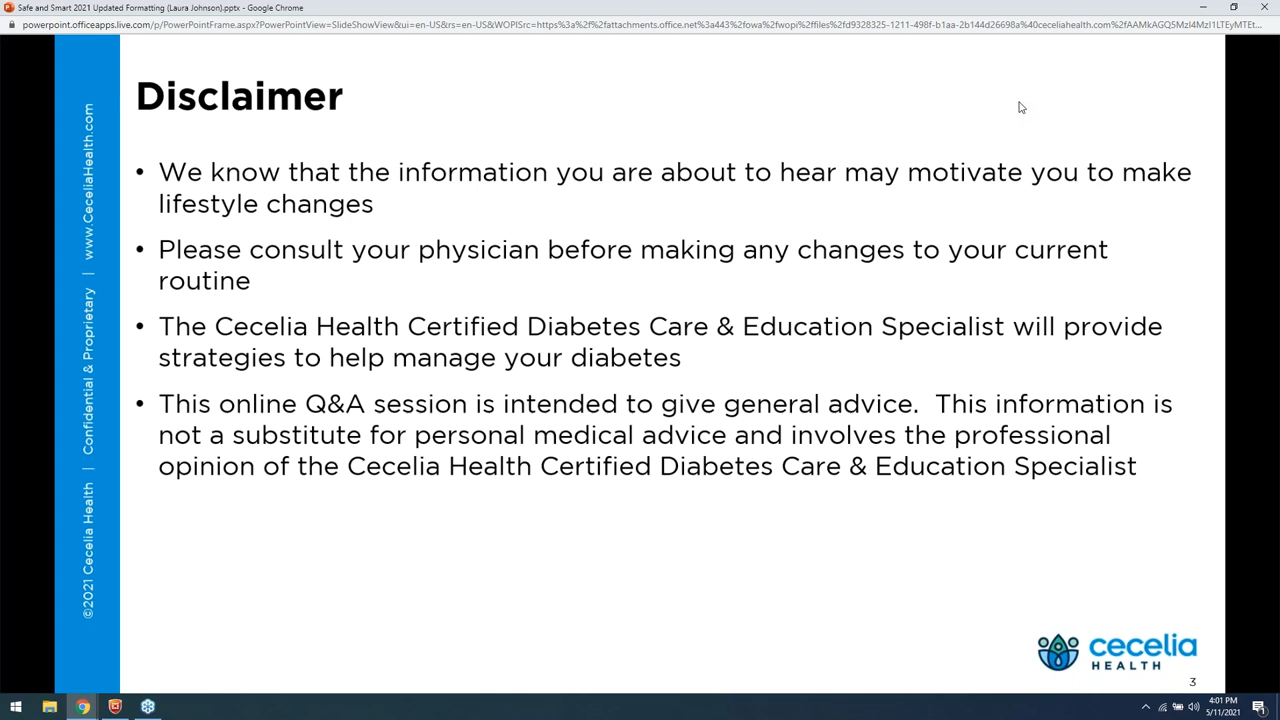 Safe and Smart 2021 Updated Formatting (Laura Johnson).pptx - Google Chrome
powerpoint.officeapps.live.com/p/PowerPointFrame.aspx?PowerPointView=SlideShowView&ui=en-US&rs=en-US&WOPISrc=https%3a%2f%2fattachments.office.net%3a443%2fowa%2fwopi%2ffiles%2fd9328325-1211-498f-b1aa-2b144d26698a%40ceceliahealth.com%2fAAMkAGQ5MzI4MzI1LTEyMTEt...
Disclaimer
• We know that the information you are about to hear may motivate you to make
lifestyle changes
• Please consult your physician before making any changes to your current
routine
• The Cecelia Health Certified Diabetes Care & Education Specialist will provide
strategies to help manage your diabetes
• This online Q&A session is intended to give general advice.  This information is
not a substitute for personal medical advice and involves the professional
opinion of the Cecelia Health Certified Diabetes Care & Education Specialist
©2021 Cecelia Health | Confidential & Proprietary | www.CeceliaHealth.com
cecelia
HEALTH
3
4:01 PM
5/11/2021
1